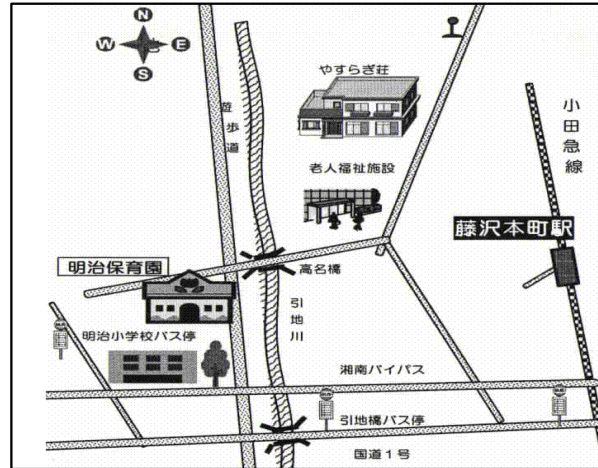 N
W
E
S
やすらぎ荘
遊歩道
小田急線
老人福祉施設
藤沢本町駅
明治保育園
高名橋
引地川
明治小学校バス停
湘南バイパス
引地橋バス停
国道1号